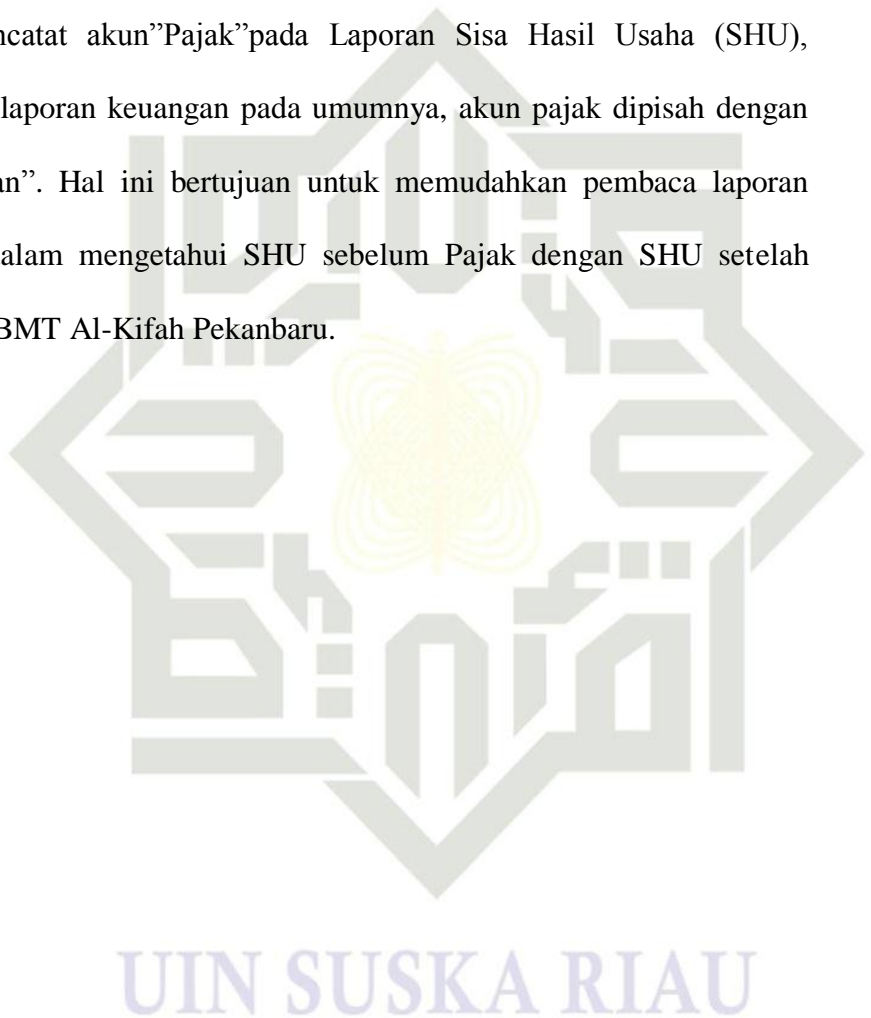 ncatat akun”Pajak”pada Laporan Sisa Hasil Usaha (SHU),
laporan keuangan pada umumnya, akun pajak dipisah dengan
an”. Hal ini bertujuan untuk memudahkan pembaca laporan
alam mengetahui SHU sebelum Pajak dengan SHU setelah
BMT Al-Kifah Pekanbaru.
UIN SUSKA RIAU